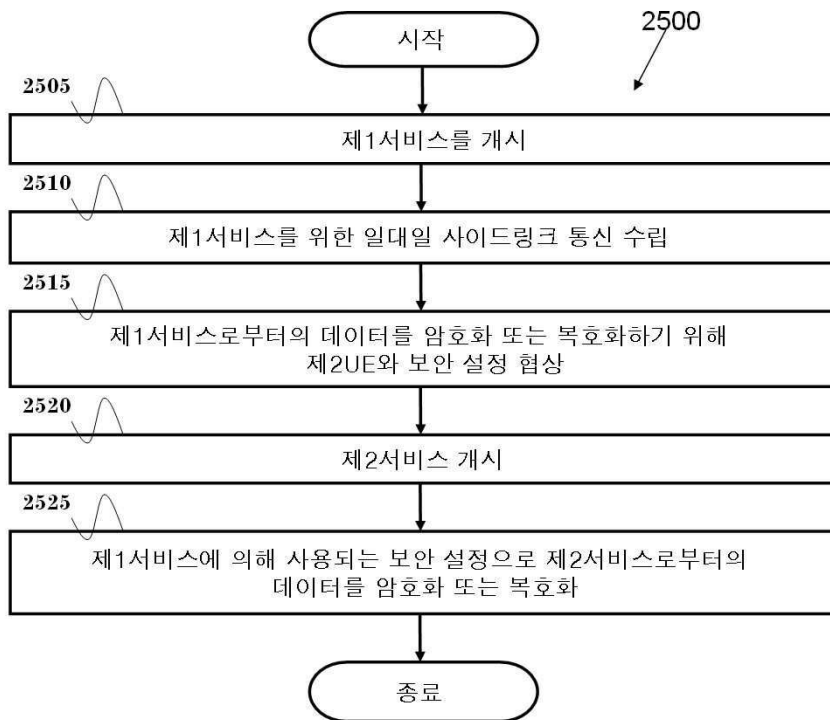 시작
2500
2505
제1서비스를 개시
2510
제1서비스를 위한 일대일 사이드링크 통신 수립
2515
제1서비스로부터의 데이터를 암호화 또는 복호화하기 위해
제2UE와 보안 설정 협상
2520
제2서비스 개시
2525
제1서비스에 의해 사용되는 보안 설정으로 제2서비스로부터의
데이터를 암호화 또는 복호화
종료